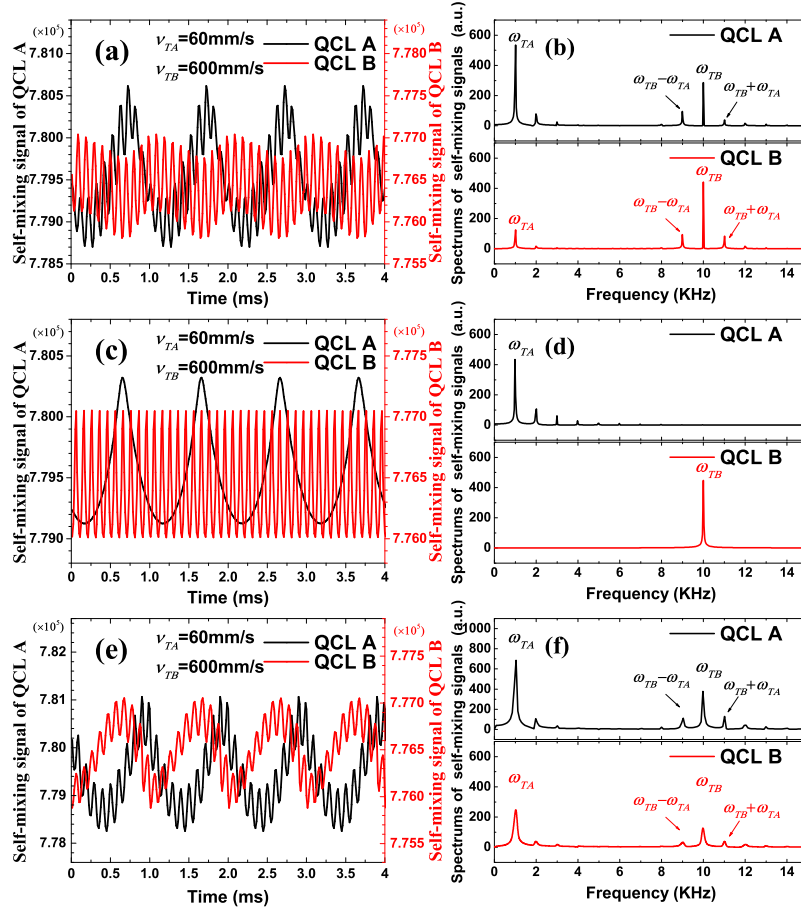 (×10⁵)
(a)
ν_TA=60mm/s
ν_TB=600mm/s
QCL A
QCL B
(×10⁵)
Self-mixing signal of QCL A
7.805
7.800
7.795
7.790
7.785
Self-mixing signal of QCL B
7.780
7.775
7.770
7.765
7.760
7.755
0.0 0.5 1.0 1.5 2.0 2.5 3.0 3.5 4
Time (ms)
Spectrums of self-mixing signals (a.u.)
600
400
200
0
ω_TA
(b)
QCL A
ω_TB−ω_TA
ω_TB
ω_TB+ω_TA
600
400
200
0
QCL B
ω_TA
ω_TB−ω_TA
ω_TB
ω_TB+ω_TA
0 2 4 6 8 10 12 14
Frequency (KHz)
(×10⁵)
(c)
ν_TA=60mm/s
ν_TB=600mm/s
QCL A
QCL B
(×10⁵)
Self-mixing signal of QCL A
7.805
7.800
7.795
7.790
Self-mixing signal of QCL B
7.775
7.770
7.765
7.760
0.0 0.5 1.0 1.5 2.0 2.5 3.0 3.5 4
Time (ms)
Spectrums of self-mixing signals (a.u.)
600
400
200
0
ω_TA
QCL A
(d)
600
400
200
0
QCL B
ω_TB
0 2 4 6 8 10 12 14
Frequency (KHz)
(×10⁵)
(e)
ν_TA=60mm/s
ν_TB=600mm/s
QCL A
QCL B
(×10⁵)
Self-mixing signal of QCL A
7.82
7.81
7.80
7.79
7.78
Self-mixing signal of QCL B
7.775
7.770
7.765
7.760
7.755
0.0 0.5 1.0 1.5 2.0 2.5 3.0 3.5 4
Time (ms)
Spectrums of self-mixing signals (a.u.)
1000
800
600
400
200
0
ω_TA
QCL A
(f)
ω_TB−ω_TA
ω_TB
ω_TB+ω_TA
600
400
200
0
QCL B
ω_TA
ω_TB−ω_TA
ω_TB
ω_TB+ω_TA
0 2 4 6 8 10 12 14
Frequency (KHz)